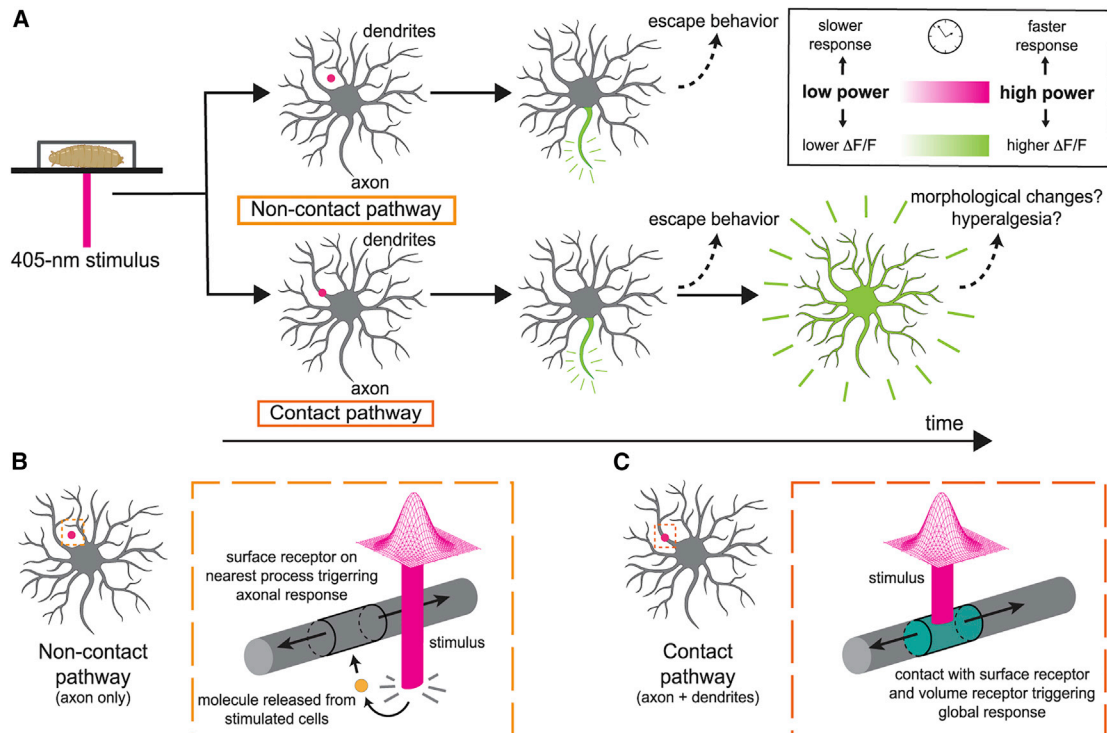 A
405-nm stimulus
dendrites
axon
Non-contact pathway
escape behavior
slower
response
faster
response
low power
high power
lower ΔF/F
higher ΔF/F
dendrites
axon
Contact pathway
escape behavior
morphological changes?
hyperalgesia?
time
B
Non-contact
pathway
(axon only)
surface receptor on
nearest process trigerring
axonal response
stimulus
molecule released from
stimulated cells
C
Contact
pathway
(axon + dendrites)
stimulus
contact with surface receptor
and volume receptor triggering
global response